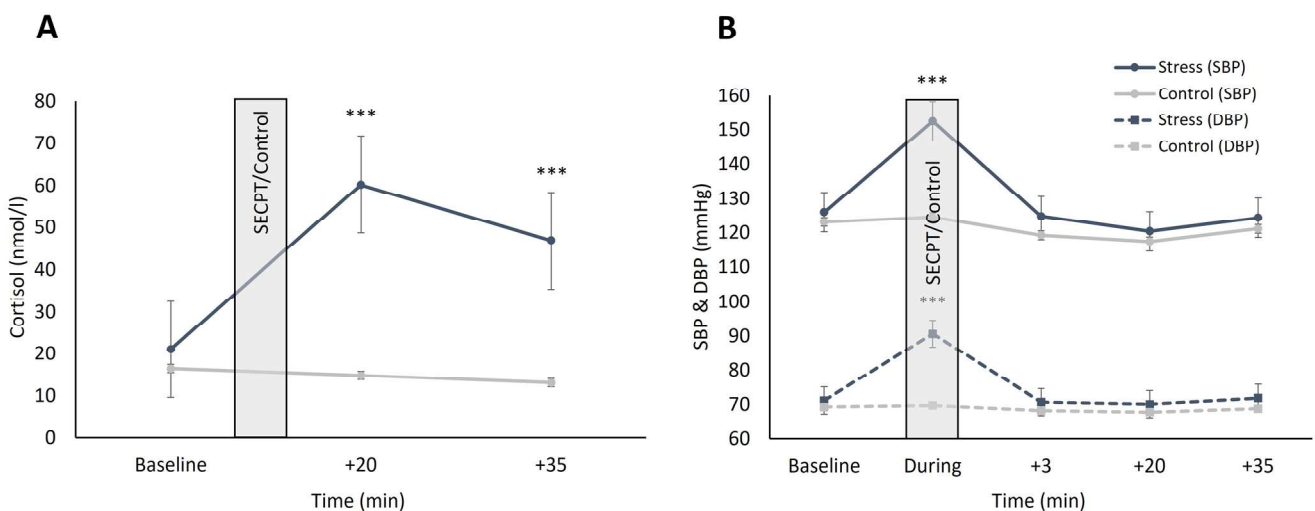 A
80
70
60
50
40
30
20
10
0
Cortisol (nmol/l)
SECPT/Control
***
***
Baseline
+20
+35
Time (min)
B
Stress (SBP)
Control (SBP)
Stress (DBP)
Control (DBP)
160
150
140
130
120
110
100
90
80
70
60
SBP & DBP (mmHg)
***
SECPT/Control
***
Baseline
During
+3
+20
+35
Time (min)